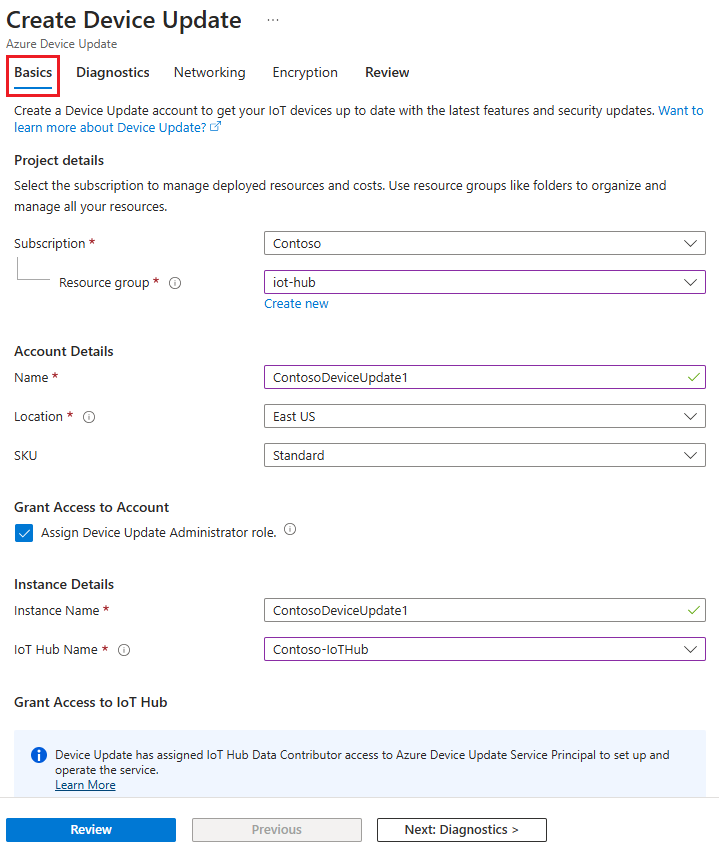 Create Device Update ...
Azure Device Update
Basics Diagnostics Networking Encryption Review
Create a Device Update account to get your IoT devices up to date with the latest features and security updates. Want to
learn more about Device Update?
Project details
Select the subscription to manage deployed resources and costs. Use resource groups like folders to organize and
manage all your resources.
Subscription * Contoso
Resource group * iot-hub
Create new
Account Details
Name * ContosoDeviceUpdate1
Location * East US
SKU Standard
Grant Access to Account
Assign Device Update Administrator role.
Instance Details
Instance Name * ContosoDeviceUpdate1
IoT Hub Name * Contoso-IoTHub
Grant Access to IoT Hub
Device Update has assigned IoT Hub Data Contributor access to Azure Device Update Service Principal to set up and
operate the service.
Learn More
Review Previous Next: Diagnostics >